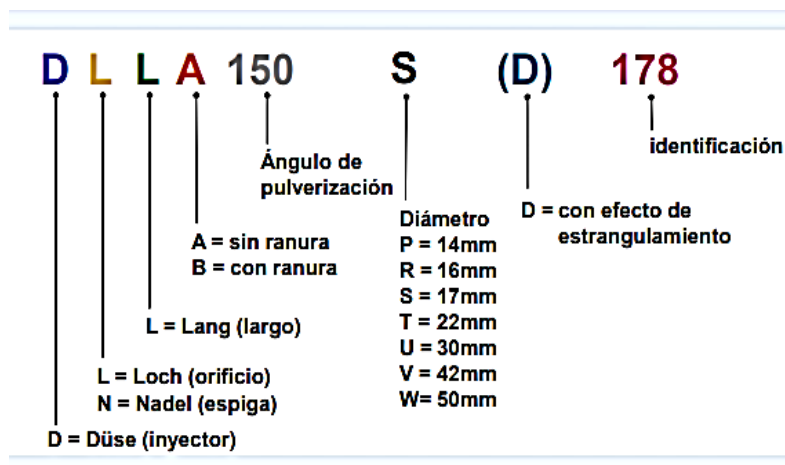 D L L A 150 S (D) 178
Ángulo de
pulverización
identificación
A = sin ranura
B = con ranura
Diámetro
P = 14mm
R = 16mm
S = 17mm
T = 22mm
U = 30mm
V = 42mm
W= 50mm
D = con efecto de
estrangulamiento
L = Lang (largo)
L = Loch (orificio)
N = Nadel (espiga)
D = Düse (inyector)